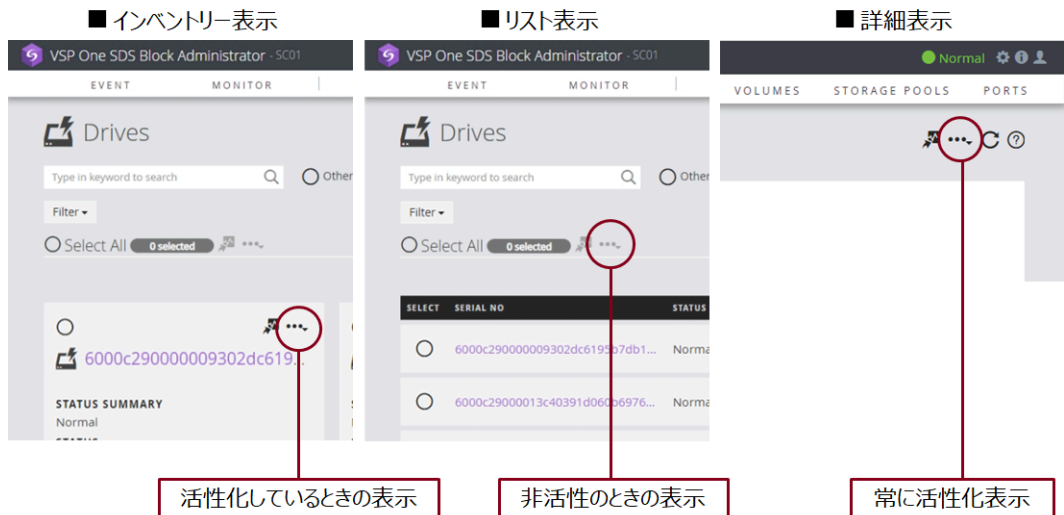 ■ インベントリー表示
VSP One SDS Block Administrator - SC01
EVENT MONITOR
Drives
Type in keyword to search
Other
Filter
Select All 0 selected
6000c290000009302dc619...
STATUS SUMMARY
Normal
活性化しているときの表示
■ リスト表示
VSP One SDS Block Administrator - SC01
EVENT MONITOR
Drives
Type in keyword to search
Other
Filter
Select All 0 selected
SELECT SERIAL NO STATUS
6000c290000009302dc6195b7db1... Norma
6000c29000013c40391d060b6976... Norma
非活性のときの表示
■ 詳細表示
Normal
VOLUMES STORAGE POOLS PORTS
常に活性化表示